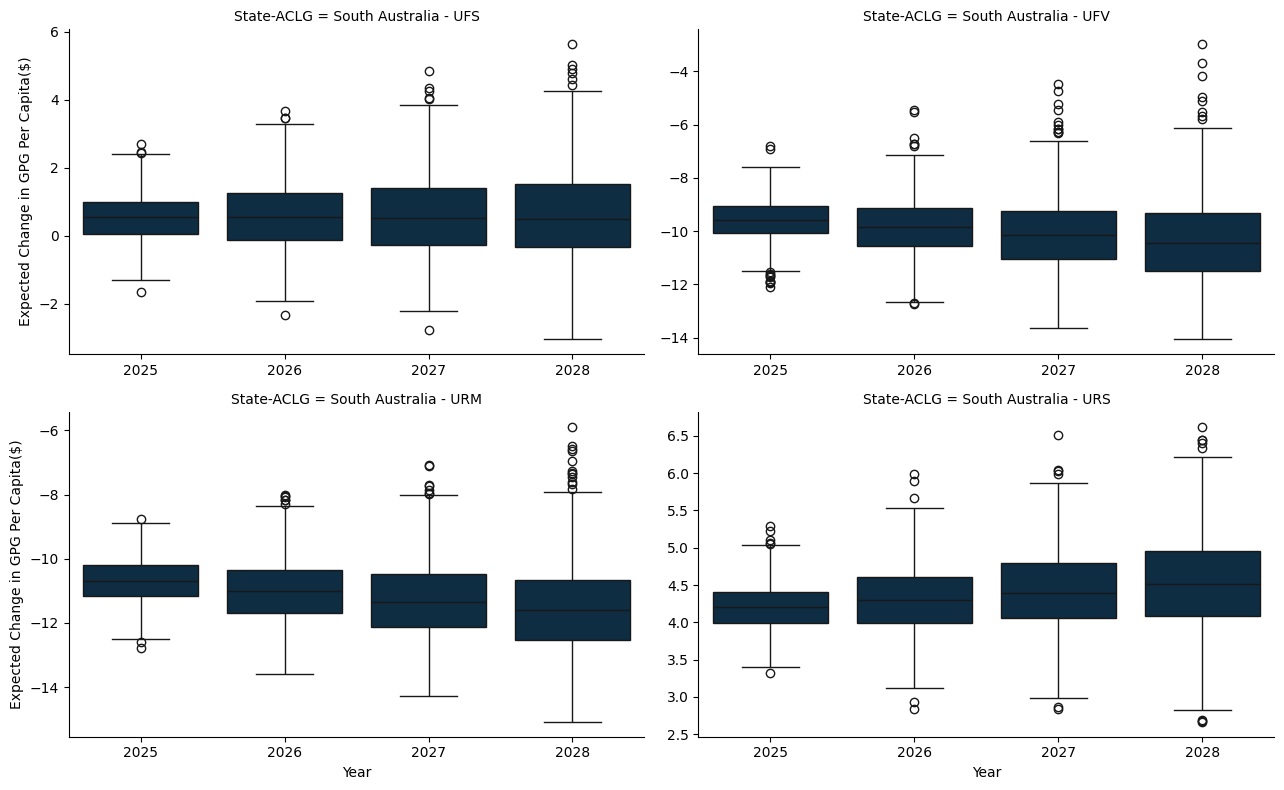 State-ACLG = South Australia - UFS
Expected Change in GPG Per Capita($)
6
4
2
0
−2
2025 2026 2027 2028
State-ACLG = South Australia - UFV
−4
−6
−8
−10
−12
−14
2025 2026 2027 2028
State-ACLG = South Australia - URM
Expected Change in GPG Per Capita($)
−6
−8
−10
−12
−14
2025 2026 2027 2028
Year
State-ACLG = South Australia - URS
6.5
6.0
5.5
5.0
4.5
4.0
3.5
3.0
2.5
2025 2026 2027 2028
Year